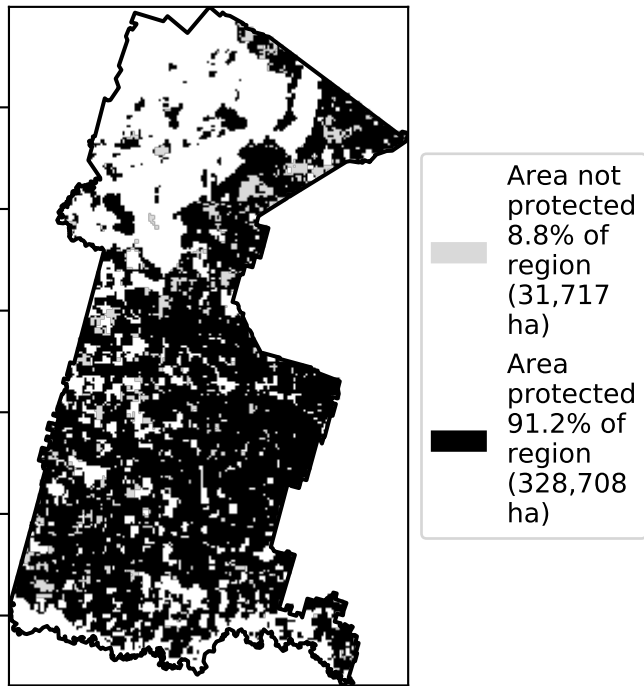 Area not
protected
8.8% of
region
(31,717
ha)
Area
protected
91.2% of
region
(328,708
ha)